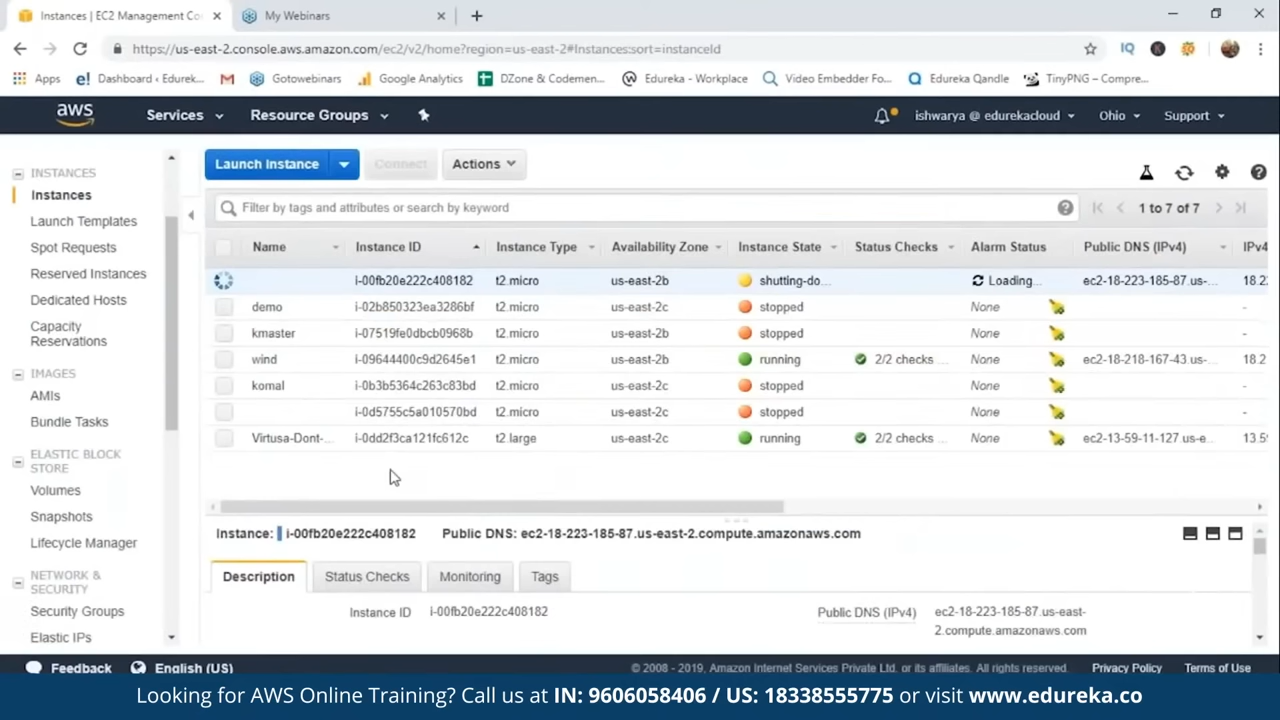 Instances | EC2 Management Co
My Webinars
https://us-east-2.console.aws.amazon.com/ec2/v2/home?region=us-east-2#Instances:sort=instanceId
IQ
Apps
Dashboard ‹ Edurek...
Gotowebinars
Google Analytics
DZone & Codemen...
Edureka - Workplace
Video Embedder Fo...
Edureka Qandle
TinyPNG – Compre...
aws
Services
Resource Groups
ishwarya @ edurekacloud
Ohio
Support
INSTANCES
Instances
Launch Templates
Spot Requests
Reserved Instances
Dedicated Hosts
Capacity
Reservations
IMAGES
AMIs
Bundle Tasks
ELASTIC BLOCK
STORE
Volumes
Snapshots
Lifecycle Manager
NETWORK &
SECURITY
Security Groups
Elastic IPs
Launch Instance
Connect
Actions
Filter by tags and attributes or search by keyword
1 to 7 of 7
Name Instance ID Instance Type Availability Zone Instance State Status Checks Alarm Status Public DNS (IPv4) IPv4
i-00fb20e222c408182 t2.micro us-east-2b shutting-do... Loading... ec2-18-223-185-87.us-... 18.2
demo i-02b850323ea3286bf t2.micro us-east-2c stopped None -
kmaster i-07519fe0dbcb0968b t2.micro us-east-2b stopped None -
wind i-09644400c9d2645e1 t2.micro us-east-2b running 2/2 checks ... None ec2-18-218-167-43.us-... 18.2
komal i-0b3b5364c263c83bd t2.micro us-east-2c stopped None -
i-0d5755c5a010570bd t2.micro us-east-2c stopped None -
Virtusa-Dont-... i-0dd2f3ca121fc612c t2.large us-east-2c running 2/2 checks ... None ec2-13-59-11-127.us-e... 13.5
Instance: i-00fb20e222c408182 Public DNS: ec2-18-223-185-87.us-east-2.compute.amazonaws.com
Description
Status Checks
Monitoring
Tags
Instance ID i-00fb20e222c408182
Public DNS (IPv4) ec2-18-223-185-87.us-east-
2.compute.amazonaws.com
Feedback
English (US)
© 2008 - 2019, Amazon Internet Services Private Ltd. or its affiliates. All rights reserved.
Privacy Policy
Terms of Use
Looking for AWS Online Training? Call us at IN: 9606058406 / US: 18338555775 or visit www.edureka.co